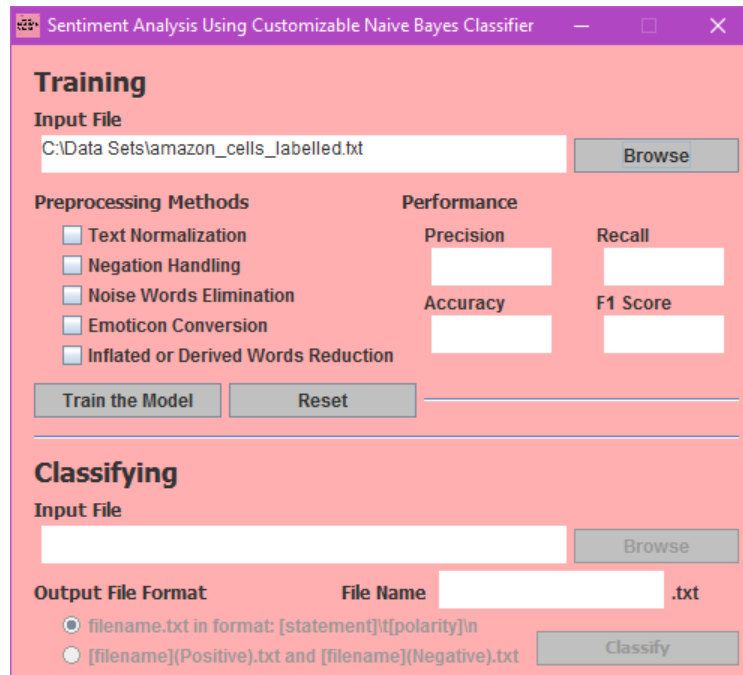 Sentiment Analysis Using Customizable Naive Bayes Classifier
Training
Input File
C:\Data Sets\amazon_cells_labelled.txt
Browse
Preprocessing Methods
Text Normalization
Negation Handling
Noise Words Elimination
Emoticon Conversion
Inflated or Derived Words Reduction
Performance
Precision
Recall
Accuracy
F1 Score
Train the Model
Reset
Classifying
Input File
Browse
Output File Format
File Name
.txt
filename.txt in format: [statement]\t[polarity]\n
[filename](Positive).txt and [filename](Negative).txt
Classify